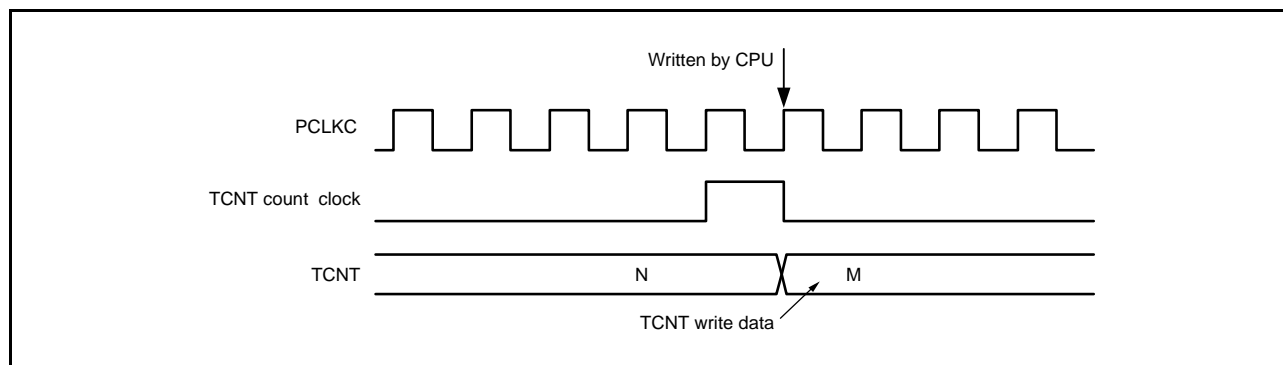 Written by CPU
PCLKC
TCNT count clock
TCNT
N
M
TCNT write data